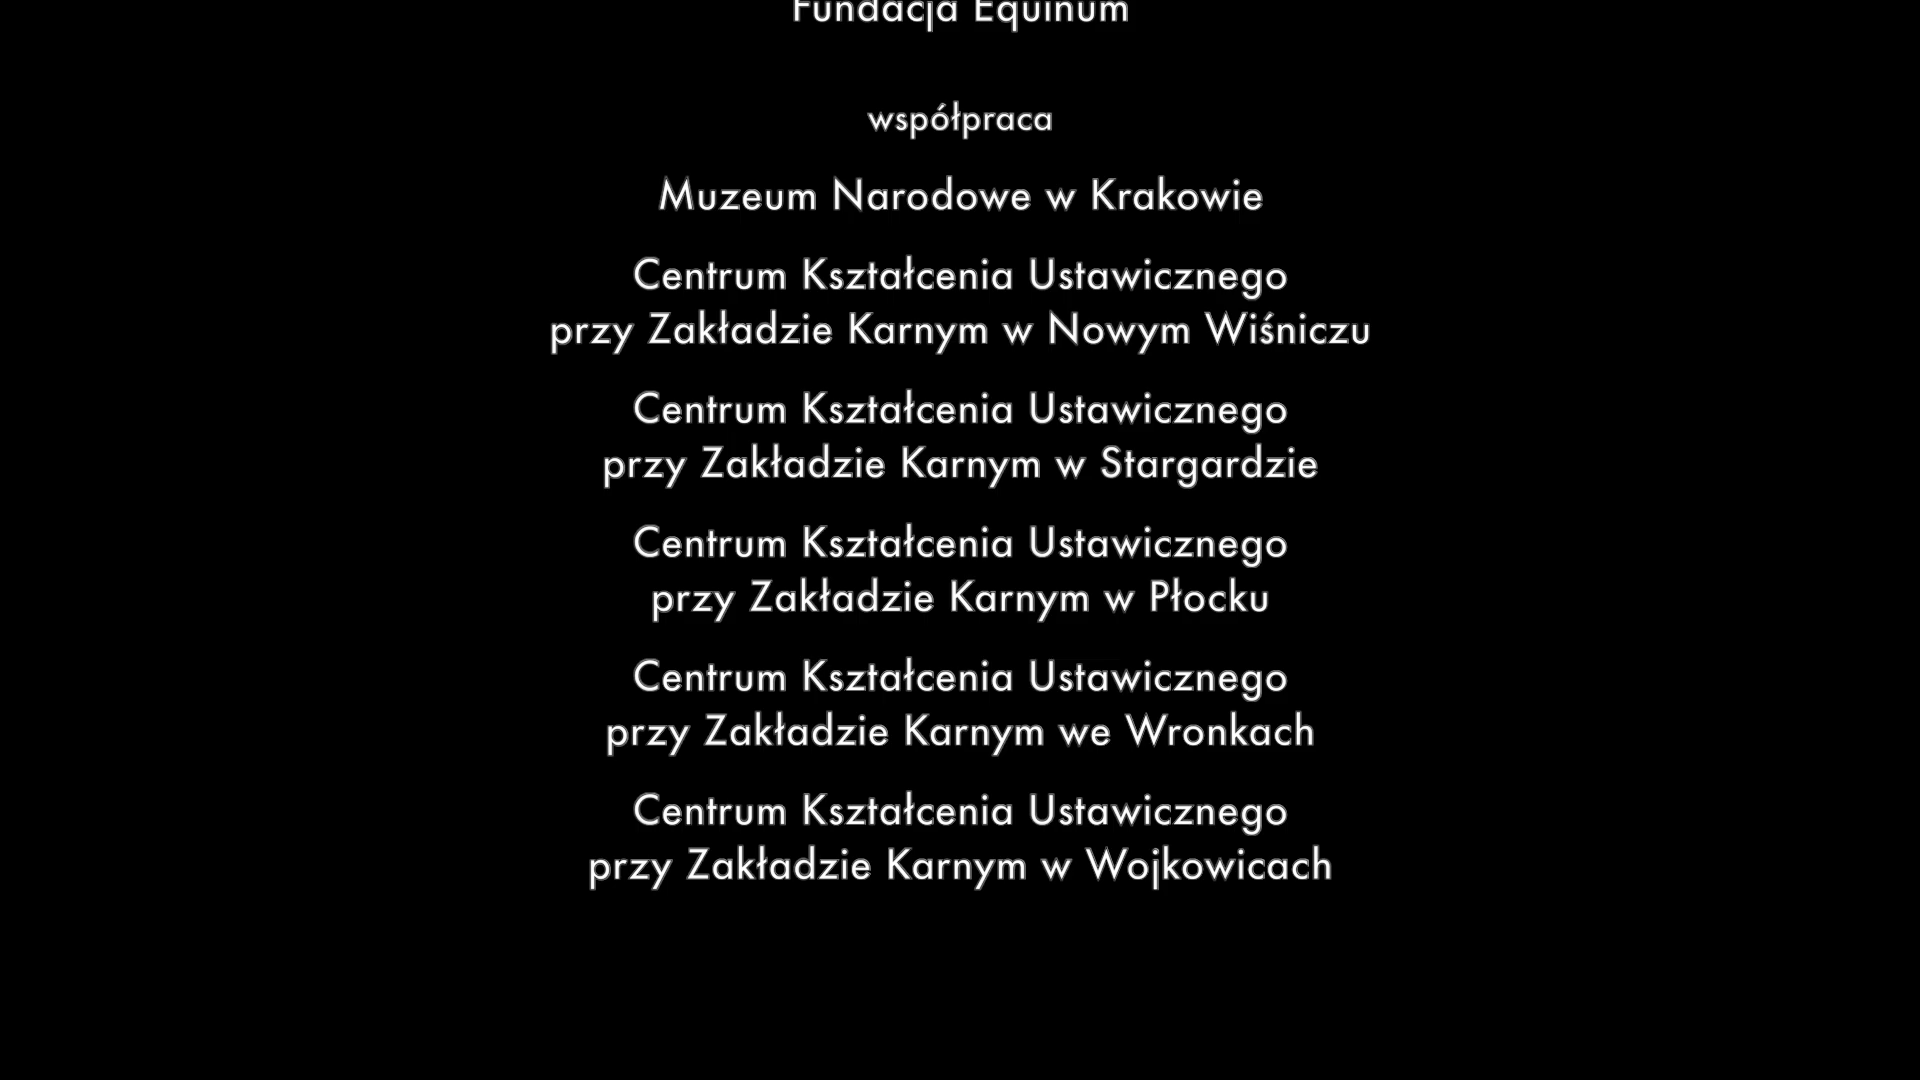 Fundacja Equinum
współpraca
Muzeum Narodowe w Krakowie
Centrum Kształcenia Ustawicznego
przy Zakładzie Karnym w Nowym Wiśniczu
Centrum Kształcenia Ustawicznego
przy Zakładzie Karnym w Stargardzie
Centrum Kształcenia Ustawicznego
przy Zakładzie Karnym w Płocku
Centrum Kształcenia Ustawicznego
przy Zakładzie Karnym we Wronkach
Centrum Kształcenia Ustawicznego
przy Zakładzie Karnym w Wojkowicach